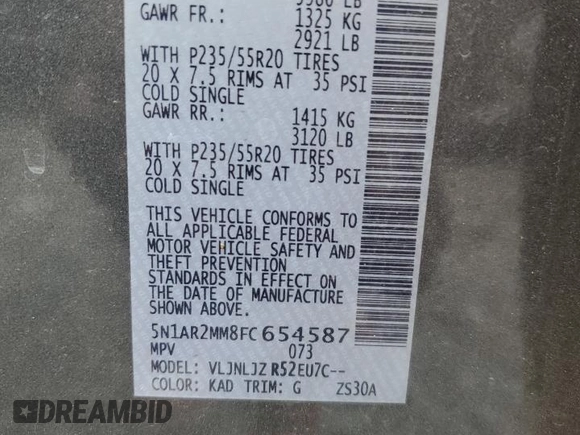 GAWR FR.: 1325 KG
2921 LB
WITH P235/55R20 TIRES
20 X 7.5 RIMS AT 35 PSI
COLD SINGLE
GAWR RR.: 1415 KG
3120 LB
WITH P235/55R20 TIRES
20 X 7.5 RIMS AT 35 PSI
COLD SINGLE
THIS VEHICLE CONFORMS TO
ALL APPLICABLE FEDERAL
MOTOR VEHICLE SAFETY AND
THEFT PREVENTION
STANDARDS IN EFFECT ON
THE DATE OF MANUFACTURE
SHOWN ABOVE.
5N1AR2MM8FC654587
MPV 073
MODEL: VLJNLJZ R52EU7C--
COLOR: KAD TRIM: G ZS30A
DREAMBID